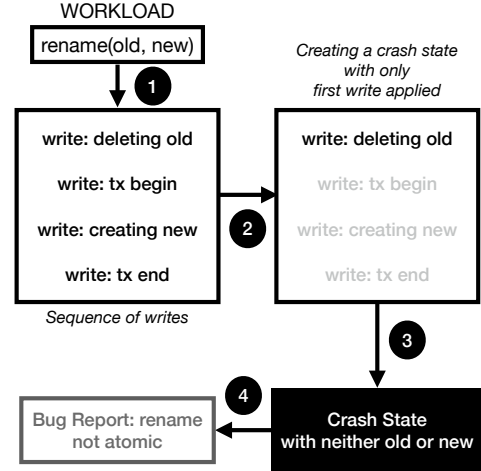 WORKLOAD
rename(old, new)
1
write: deleting old
write: tx begin
write: creating new
write: tx end
Sequence of writes
2
Creating a crash state
with only
first write applied
write: deleting old
write: tx begin
write: creating new
write: tx end
3
Crash State
with neither old or new
4
Bug Report: rename
not atomic